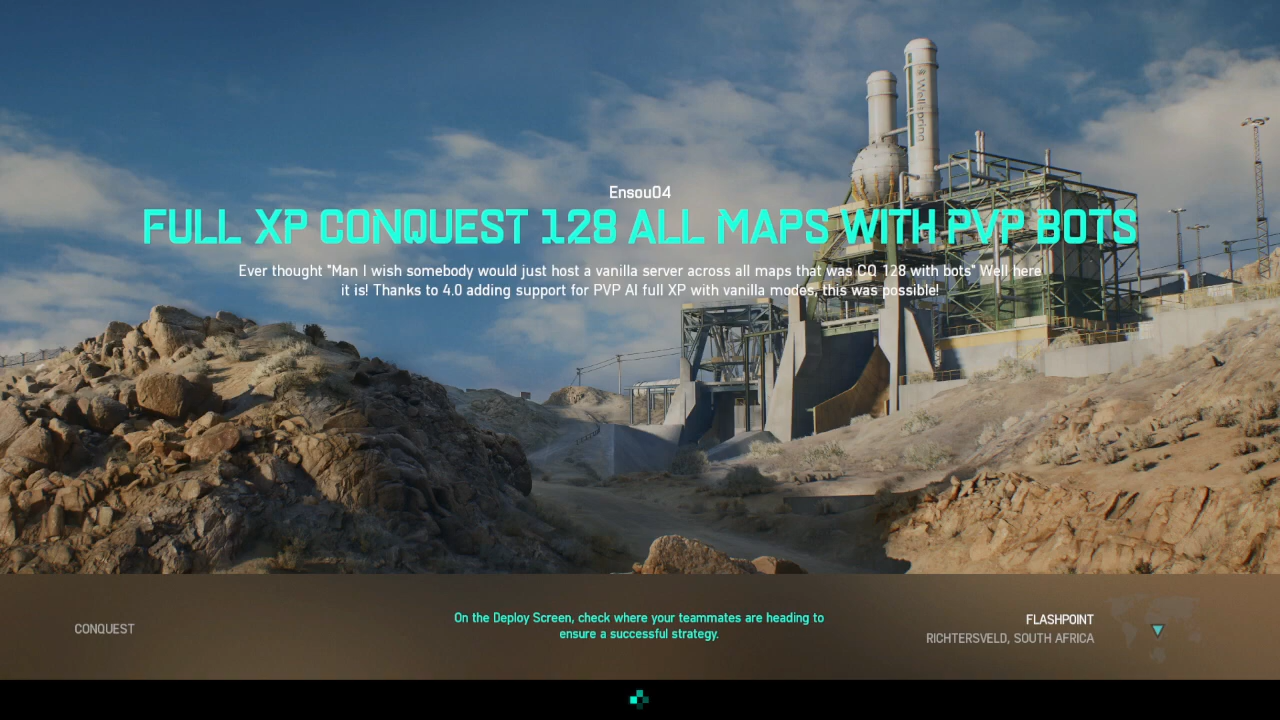 Wellspring
Ensou04
FULL XP CONQUEST 128 ALL MAPS WITH PVP BOTS
Ever thought "Man I wish somebody would just host a vanilla server across all maps that was CQ 128 with bots" Well here
it is! Thanks to 4.0 adding support for PVP AI full XP with vanilla modes, this was possible!
CONQUEST
On the Deploy Screen, check where your teammates are heading to
ensure a successful strategy.
FLASHPOINT
RICHTERSVELD, SOUTH AFRICA